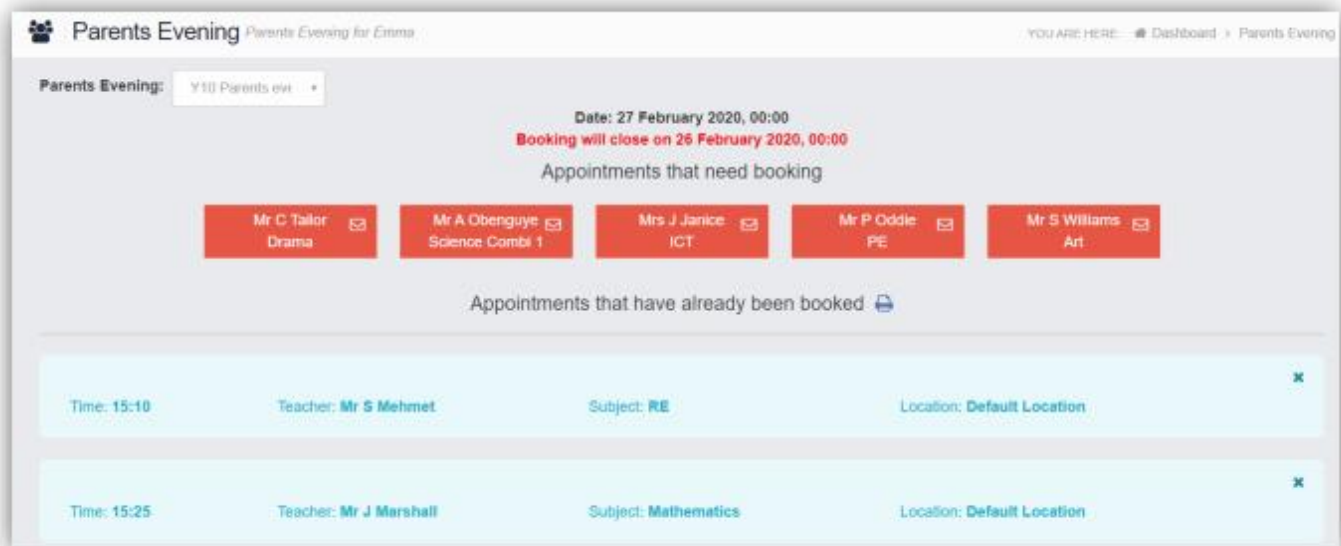 Parents Evening Parents Evening for Emma YOU ARE HERE: Dashboard > Parents Evening
Parents Evening: Y10 Parents eve
Date: 27 February 2020, 00:00
Booking will close on 26 February 2020, 00:00
Appointments that need booking
Mr C Tailor Mr A Obenguye Mrs J Janice Mr P Oddie Mr S Williams
Drama Science Combi 1 ICT PE Art
Appointments that have already been booked
Time: 15:10 Teacher: Mr S Mehmet Subject: RE Location: Default Location
Time: 15:25 Teacher: Mr J Marshall Subject: Mathematics Location: Default Location